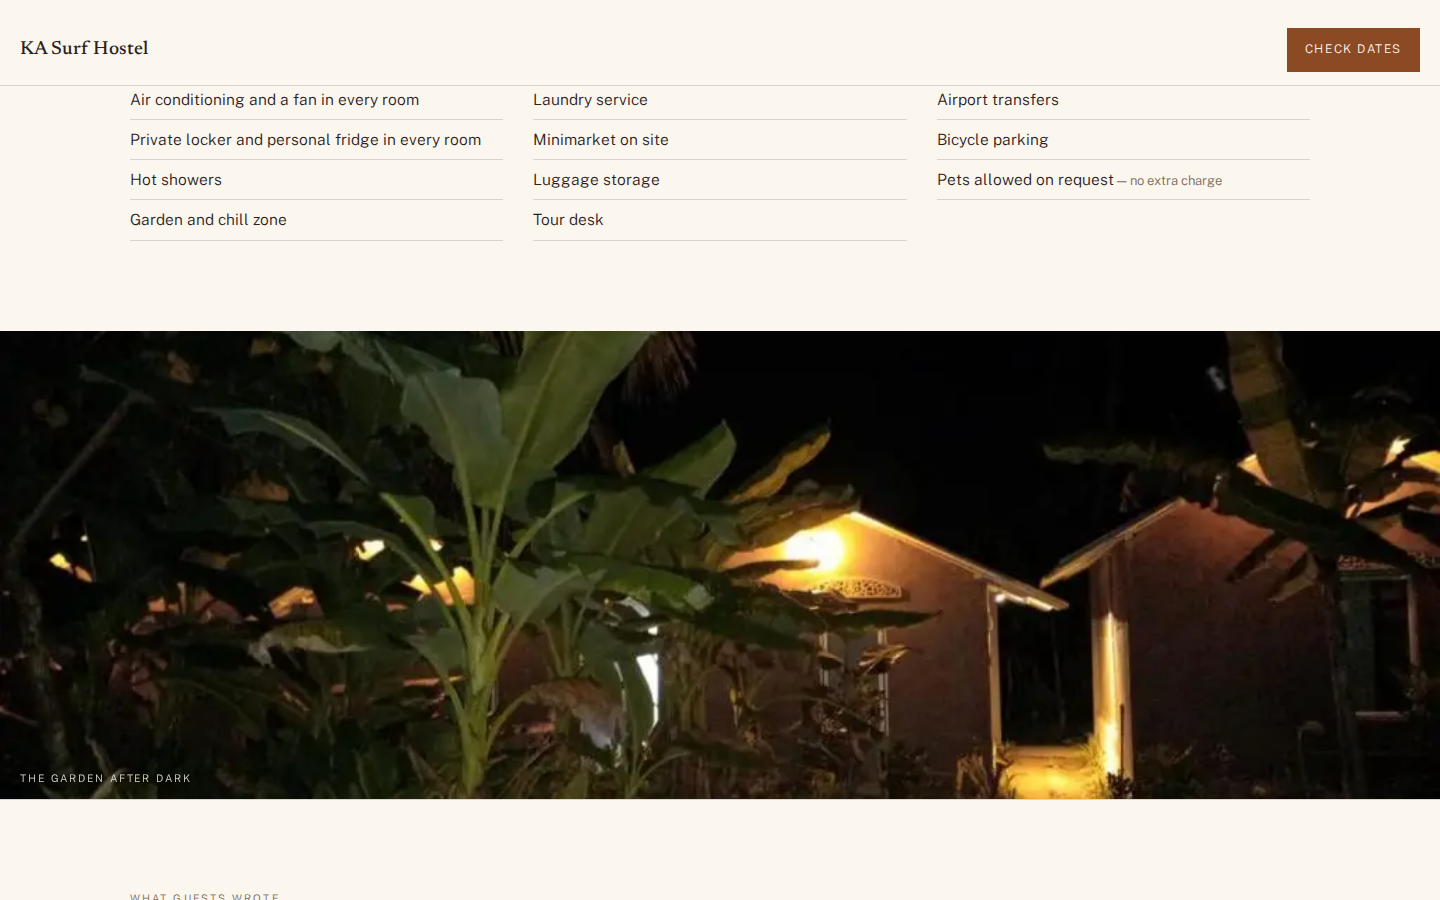 KA Surf Hostel
CHECK DATES
Air conditioning and a fan in every room
Private locker and personal fridge in every room
Hot showers
Garden and chill zone
Laundry service
Minimarket on site
Luggage storage
Tour desk
Airport transfers
Bicycle parking
Pets allowed on request — no extra charge
THE GARDEN AFTER DARK
WHAT GUESTS WROTE